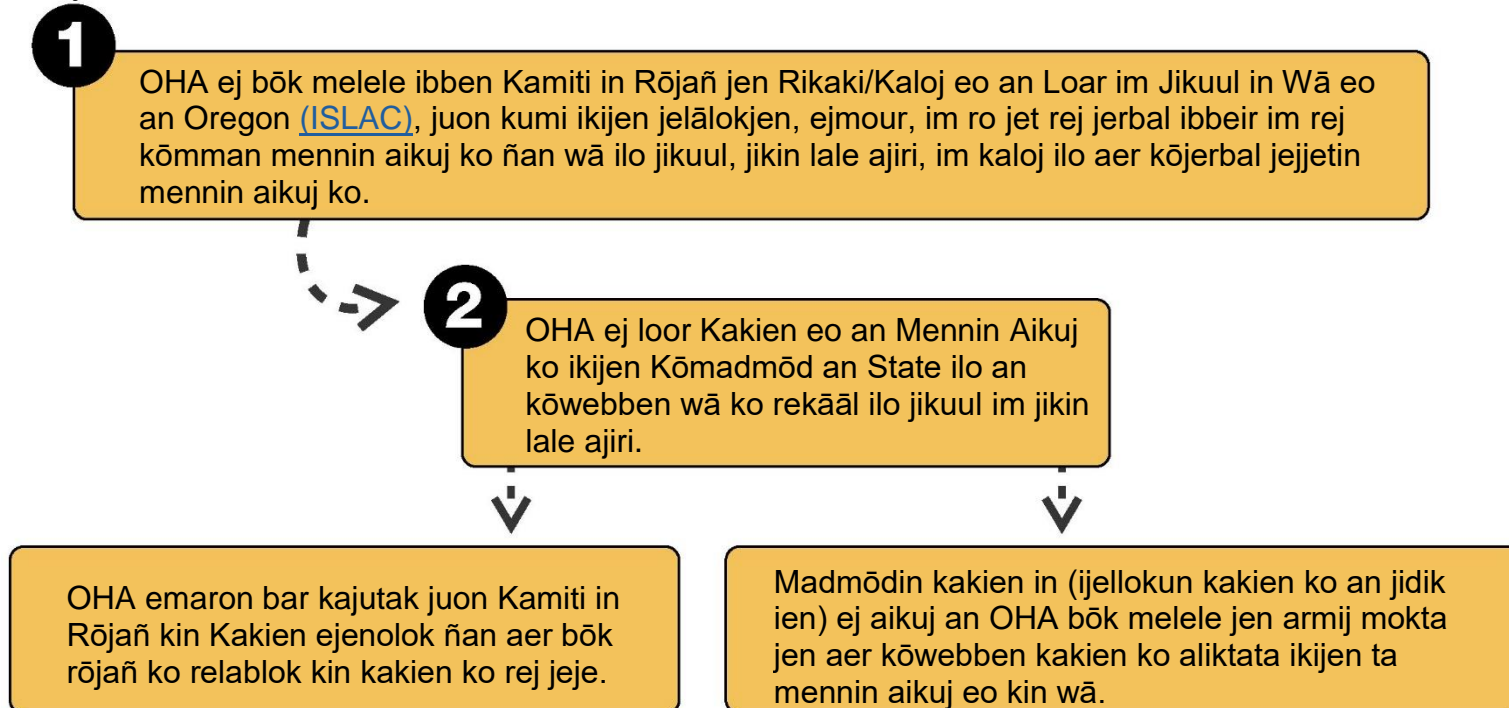 1
OHA ej bōk melele ibben Kamiti in Rōjañ jen Rikaki/Kaloj eo an Loar im Jikuul in Wā eo
an Oregon (ISLAC), juon kumi ikijen jelālokjen, ejmour, im ro jet rej jerbal ibbeir im rej
kōmman mennin aikuj ko ñan wā ilo jikuul, jikin lale ajiri, im kaloj ilo aer kōjerbal jejjetin
mennin aikuj ko.
2
OHA ej loor Kakien eo an Mennin Aikuj
ko ikijen Kōmadmōd an State ilo an
kōwebben wā ko rekāāl ilo jikuul im jikin
lale ajiri.
OHA emaron bar kajutak juon Kamiti in
Rōjañ kin Kakien ejenolok ñan aer bōk
rōjañ ko relablok kin kakien ko rej jeje.
Madmōdin kakien in (ijellokun kakien ko an jidik
ien) ej aikuj an OHA bōk melele jen armij mokta
jen aer kōwebben kakien ko aliktata ikijen ta
mennin aikuj eo kin wā.